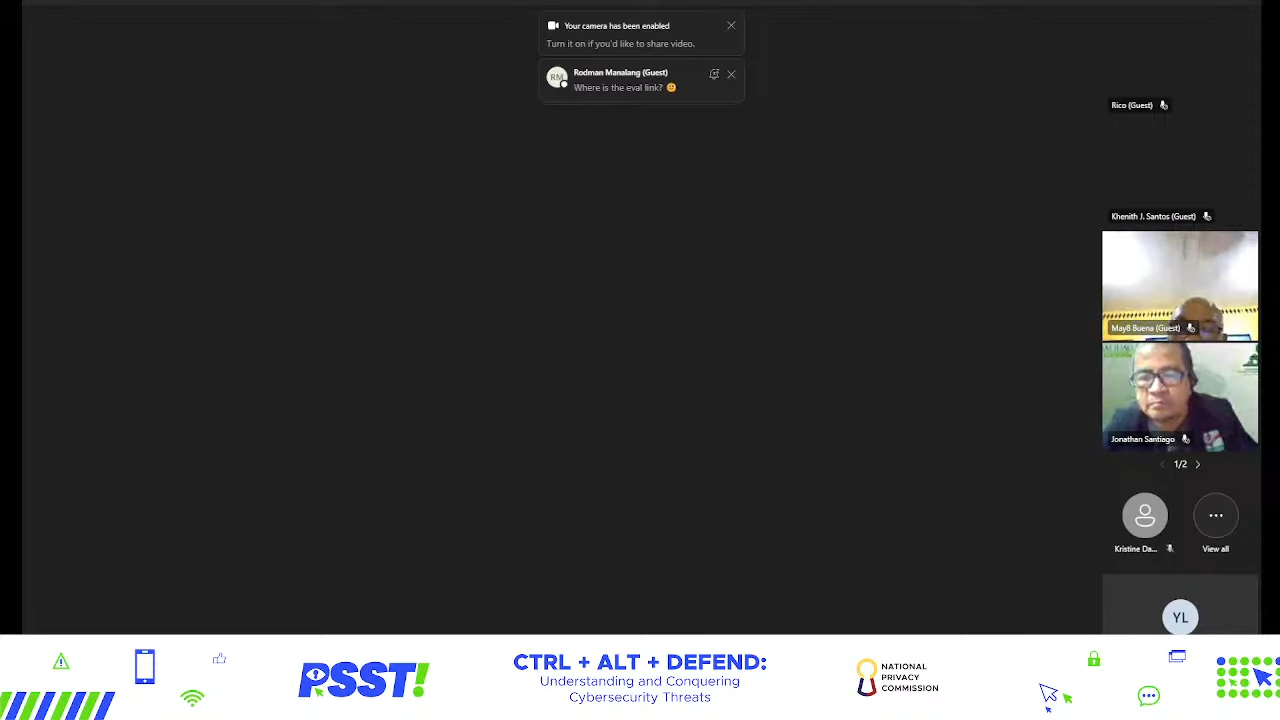 Your camera has been enabled
Turn it on if you'd like to share video.
RM
Rodman Manalang (Guest)
Where is the eval link? 🙂
Rico (Guest)
Khenith J. Santos (Guest)
MayB Buena (Guest)
Jonathan Santiago
1/2
Kristine Da...
View all
YL
PSST!
CTRL + ALT + DEFEND:
Understanding and Conquering
Cybersecurity Threats
NATIONAL
PRIVACY
COMMISSION